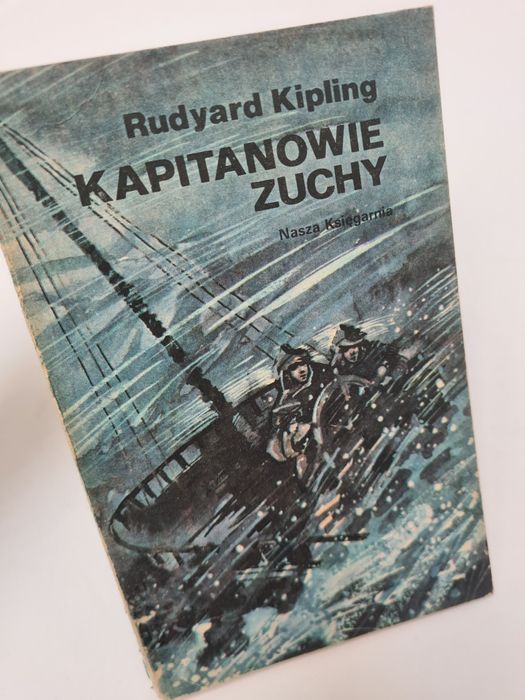 Rudyard Kipling
KAPITANOWIE
ZUCHY
Nasza Księgarnia